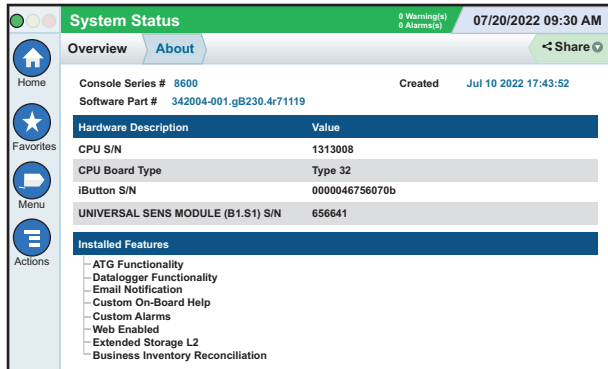 System Status
0 Warning(s)
0 Alarms(s)
07/20/2022 09:30 AM
Overview
About
Share
Home
Favorites
Menu
Actions
Console Series # 8600
Created Jul 10 2022 17:43:52
Software Part # 342004-001.gB230.4r71119
Hardware Description Value
CPU S/N 1313008
CPU Board Type Type 32
iButton S/N 0000046756070b
UNIVERSAL SENS MODULE (B1.S1) S/N 656641
Installed Features
ATG Functionality
Datalogger Functionality
Email Notification
Custom On-Board Help
Custom Alarms
Web Enabled
Extended Storage L2
Business Inventory Reconciliation